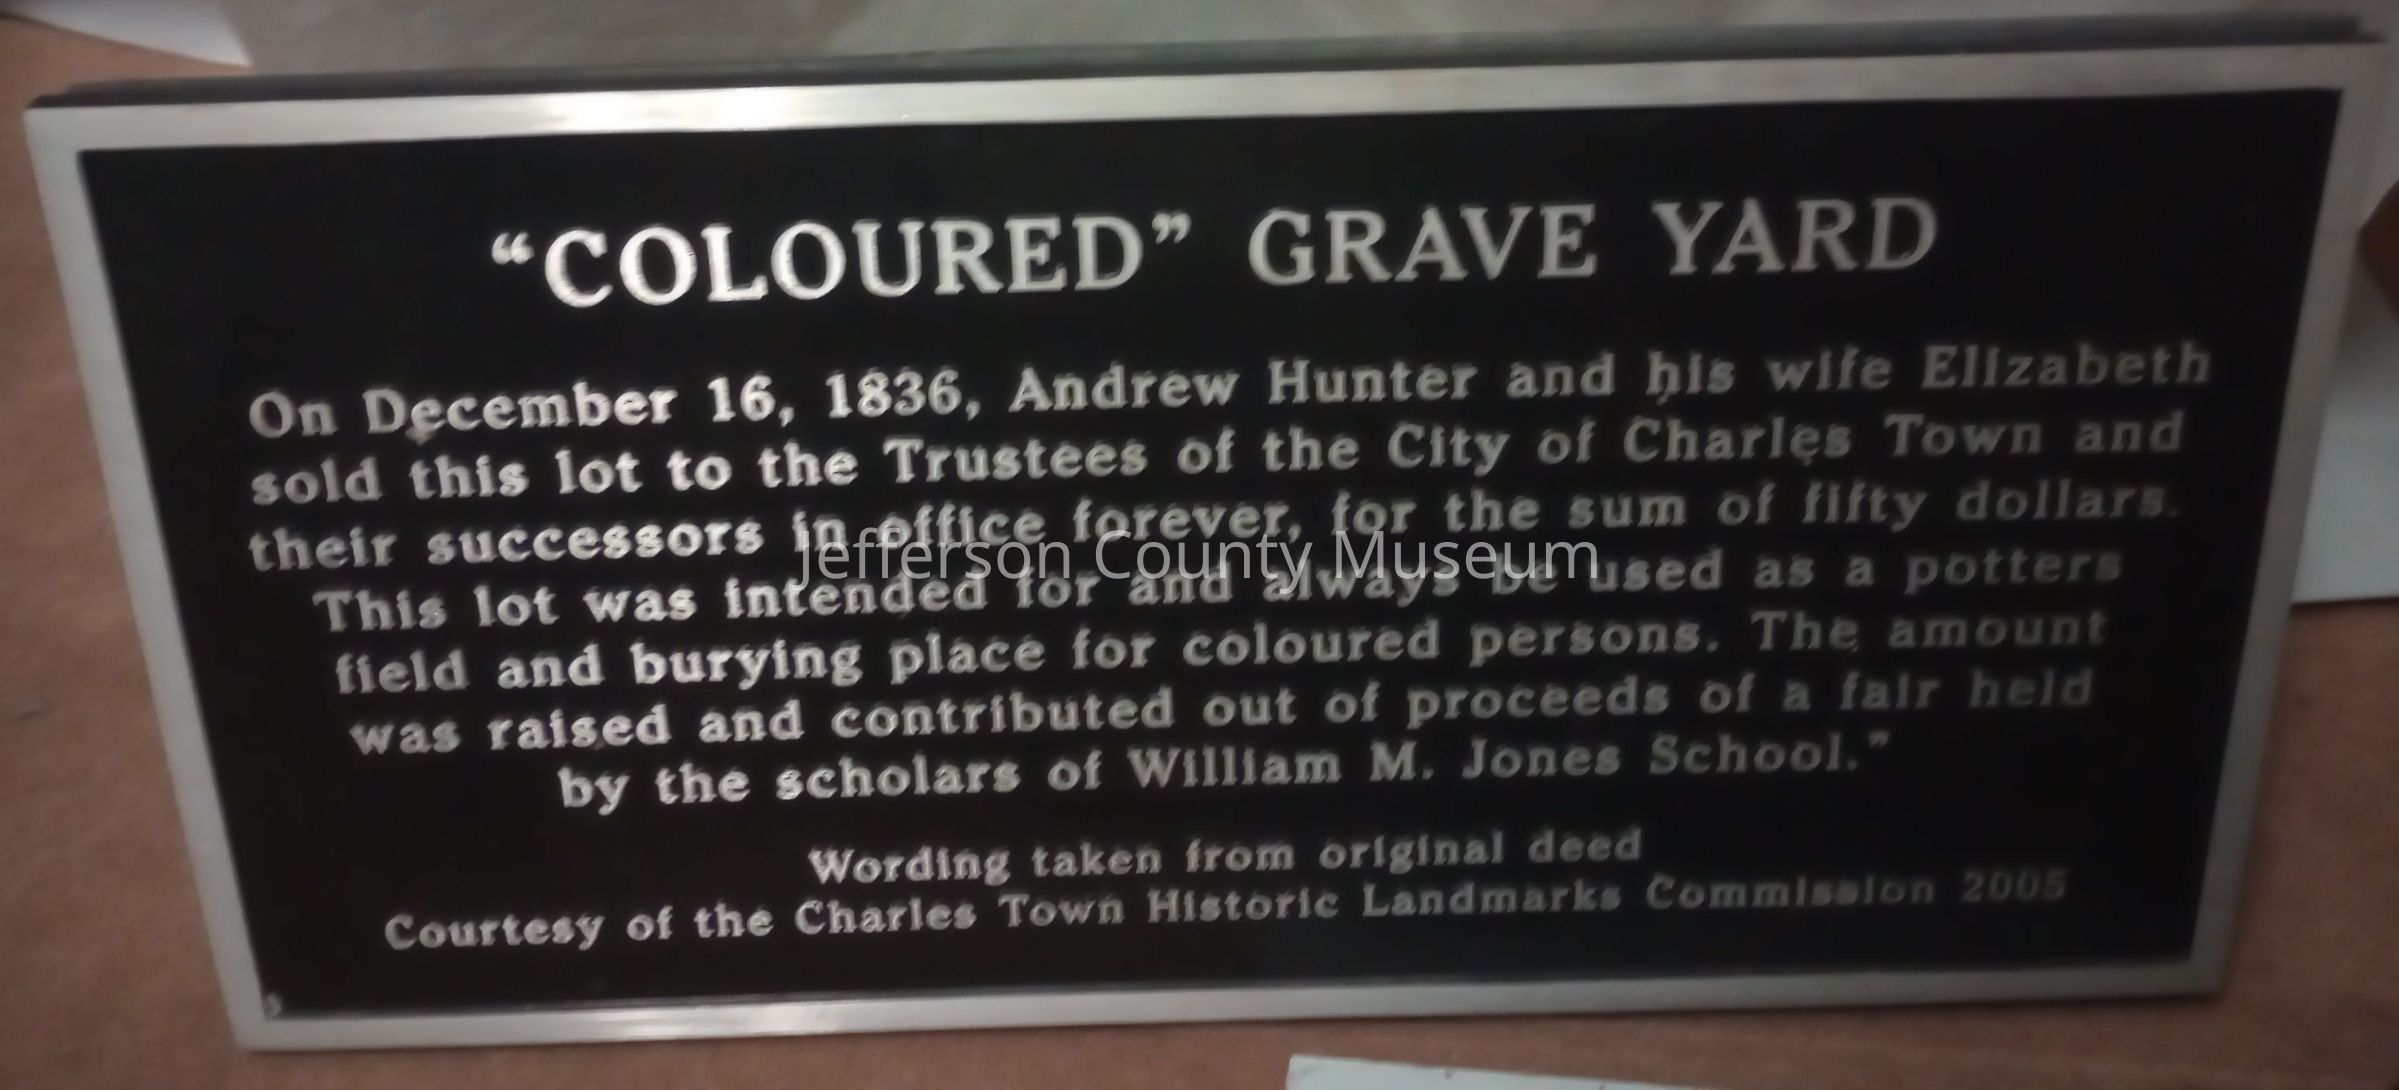 “COLOURED” GRAVE YARD
On December 16, 1836, Andrew Hunter and his wife Elizabeth
sold this lot to the Trustees of the City of Charles Town and
their successors in office forever, for the sum of fifty dollars.
Jefferson County Museum
This lot was intended for and always be used as a potters
field and burying place for coloured persons. The amount
was raised and contributed out of proceeds of a fair held
by the scholars of William M. Jones School.”
Wording taken from original deed
Courtesy of the Charles Town Historic Landmarks Commission 2005